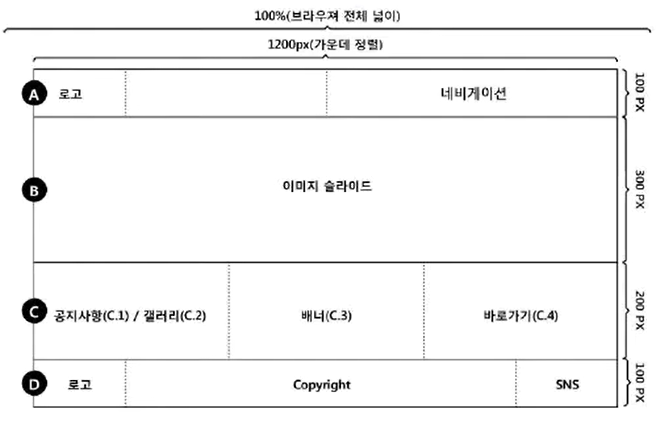 100%(브라우져 전체 넓이)
1200px(가운데 정렬)
A 로고 네비게이션 100 PX
B 이미지 슬라이드 300 PX
C 공지사항(C.1) / 갤러리(C.2) 배너(C.3) 바로가기(C.4) 200 PX
D 로고 Copyright SNS 100 PX